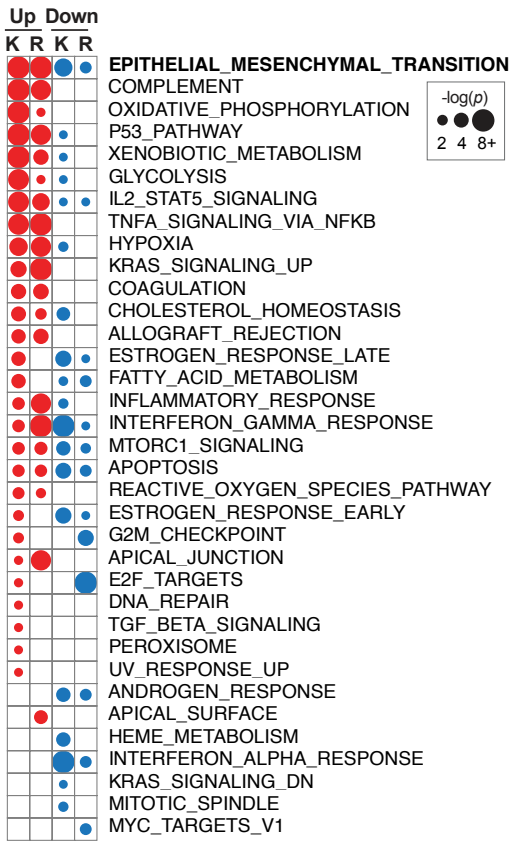 Up Down
K R K R
EPITHELIAL_MESENCHYMAL_TRANSITION
COMPLEMENT
OXIDATIVE_PHOSPHORYLATION
P53_PATHWAY
XENOBIOTIC_METABOLISM
GLYCOLYSIS
IL2_STAT5_SIGNALING
TNFA_SIGNALING_VIA_NFKB
HYPOXIA
KRAS_SIGNALING_UP
COAGULATION
CHOLESTEROL_HOMEOSTASIS
ALLOGRAFT_REJECTION
ESTROGEN_RESPONSE_LATE
FATTY_ACID_METABOLISM
INFLAMMATORY_RESPONSE
INTERFERON_GAMMA_RESPONSE
MTORC1_SIGNALING
APOPTOSIS
REACTIVE_OXYGEN_SPECIES_PATHWAY
ESTROGEN_RESPONSE_EARLY
G2M_CHECKPOINT
APICAL_JUNCTION
E2F_TARGETS
DNA_REPAIR
TGF_BETA_SIGNALING
PEROXISOME
UV_RESPONSE_UP
ANDROGEN_RESPONSE
APICAL_SURFACE
HEME_METABOLISM
INTERFERON_ALPHA_RESPONSE
KRAS_SIGNALING_DN
MITOTIC_SPINDLE
MYC_TARGETS_V1
-log(p)
2 4 8+